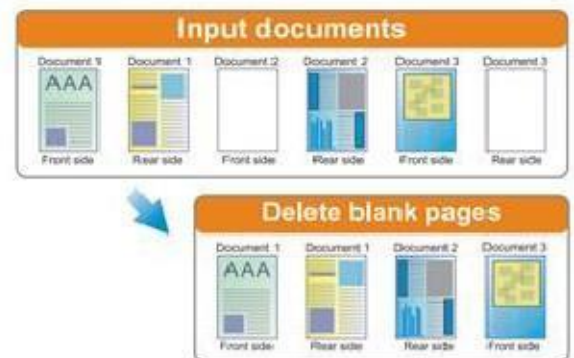 Input documents
Document 1 Document 1 Document 2 Document 2 Document 3 Document 3
AAA
Front side Rear side Front side Rear side Front side Rear side
Delete blank pages
Document 1 Document 1 Document 2 Document 3
AAA
Front side Rear side Rear side Front side